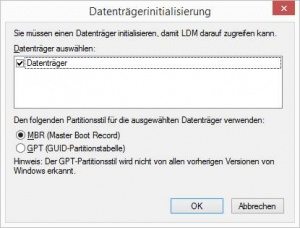 Datenträgerinitialisierung
Sie müssen einen Datenträger initialisieren, damit LDM darauf zugreifen kann.
Datenträger auswählen:
Datenträger
Den folgenden Partitionsstil für die ausgewählten Datenträger verwenden:
MBR (Master Boot Record)
GPT (GUID-Partitionstabelle)
Hinweis: Der GPT-Partitionsstil wird nicht von allen vorherigen Versionen von
Windows erkannt.
OK
Abbrechen